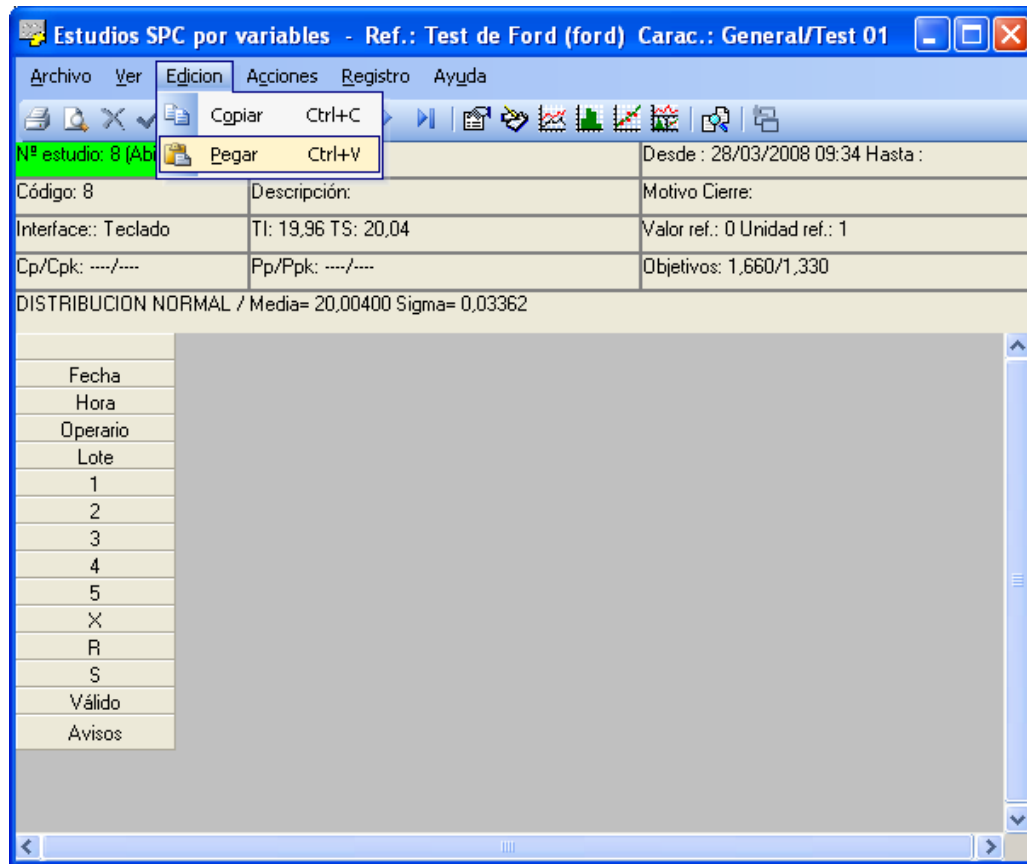 Estudios SPC por variables - Ref.: Test de Ford (ford) Carac.: General/Test 01
Archivo Ver Edicion Acciones Registro Ayuda
Copiar Ctrl+C
Pegar Ctrl+V
Nº estudio: 8 (Abi Desde : 28/03/2008 09:34 Hasta :
Código: 8 Descripción: Motivo Cierre:
Interface:: Teclado TI: 19,96 TS: 20,04 Valor ref.: 0 Unidad ref.: 1
Cp/Cpk: ----/---- Pp/Ppk: ----/---- Objetivos: 1,660/1,330
DISTRIBUCION NORMAL / Media= 20,00400 Sigma= 0,03362
Fecha
Hora
Operario
Lote
1
2
3
4
5
X
R
S
Válido
Avisos